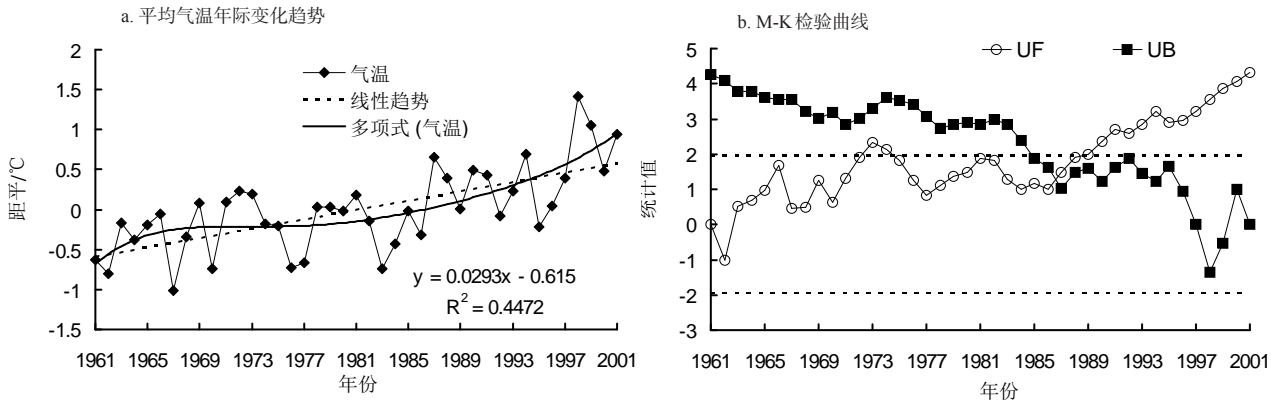 a. 平均气温年际变化趋势
2
1.5
1
0.5
0
-0.5
-1
-1.5
距平/℃
气温
线性趋势
多项式 (气温)
y = 0.0293x - 0.615
R² = 0.4472
1961 1965 1969 1973 1977 1981 1985 1989 1993 1997 2001
年份
b. M-K 检验曲线
UF UB
5
4
3
2
1
0
-1
-2
-3
统计值
1961 1965 1969 1973 1977 1981 1985 1989 1993 1997 2001
年份